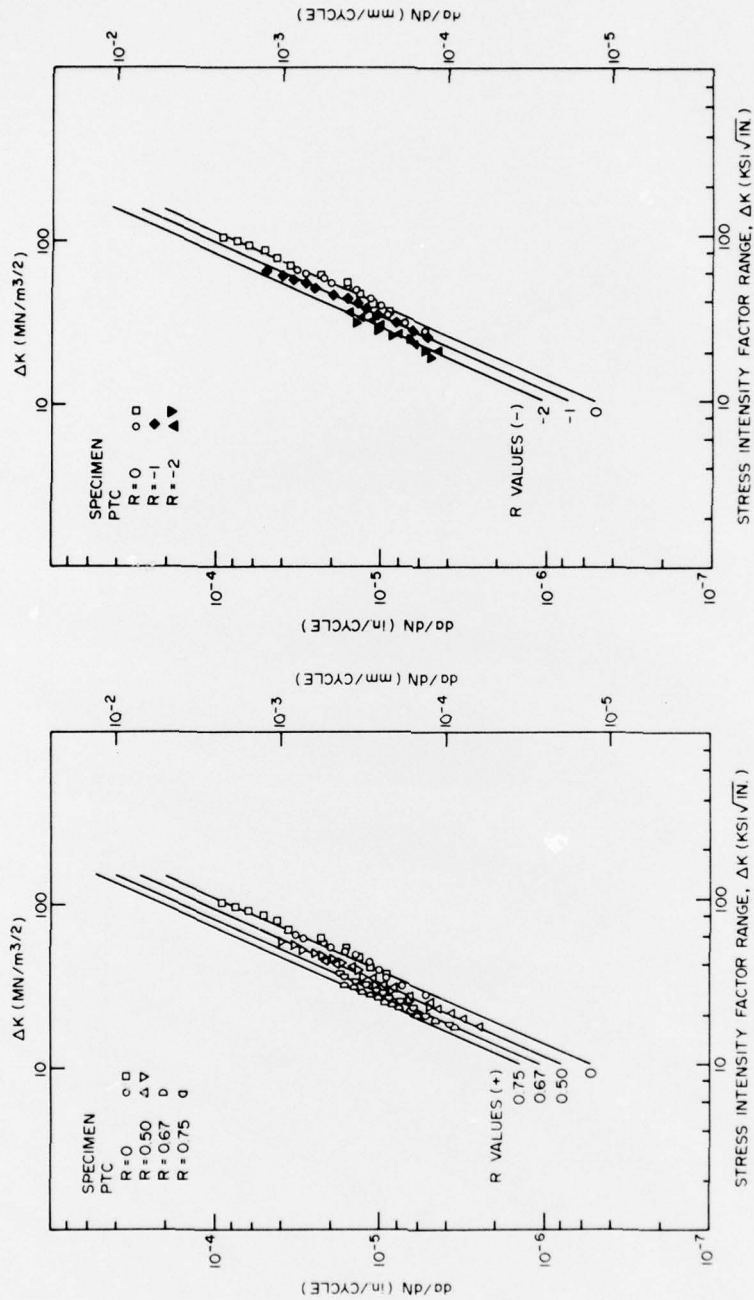 ΔK (MN/m3/2)
10
100
SPECIMEN
PTC
R = 0 ○ □
R = 0.50 △ ▽
R = 0.67 D
R = 0.75 ᗡ
R VALUES (+)
0.75
0.67
0.50
0
da/dN (in/CYCLE)
10-4
10-5
10-6
10-7
da/dN (mm/CYCLE)
10-2
10-3
10-4
10-5
10
100
STRESS INTENSITY FACTOR RANGE, ΔK (KSI√IN.)
ΔK (MN/m3/2)
10
100
SPECIMEN
PTC
R = 0 ○ □
R = -1 ◆
R = -2 ▲ ▼
R VALUES (-)
-2
-1
0
da/dN (in/CYCLE)
10-4
10-5
10-6
10-7
da/dN (mm/CYCLE)
10-2
10-3
10-4
10-5
10
100
STRESS INTENSITY FACTOR RANGE, ΔK (KSI√IN.)